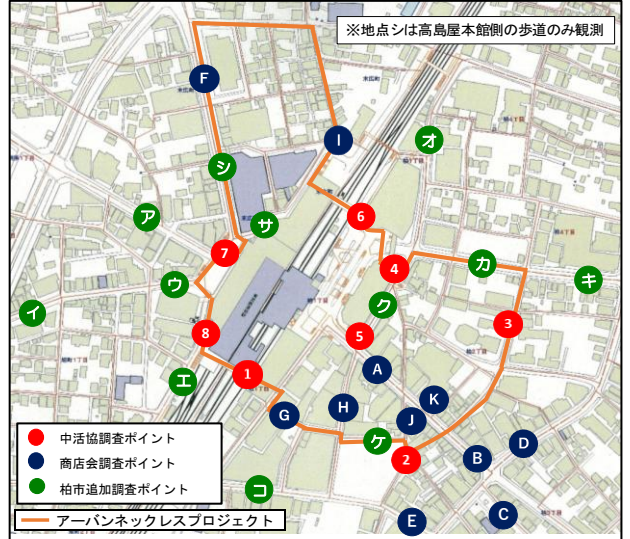 ※地点シは高島屋本館側の歩道のみ観測
F
I
オ
シ
ア
サ
6
7
4
カ
ウ
キ
ク
イ
3
8
5
エ
1
A
K
G
H
J
ケ
2
D
B
コ
C
E
中活協調査ポイント
商店会調査ポイント
柏市追加調査ポイント
アーバンネックレスプロジェクト